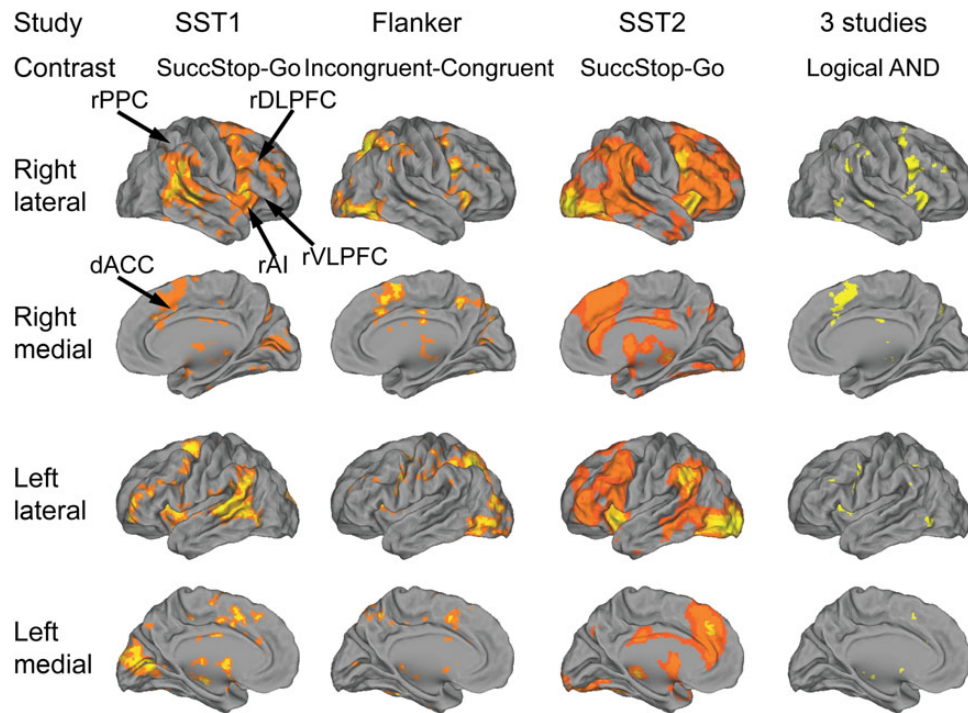 Study SST1 Flanker SST2 3 studies
Contrast SuccStop-Go Incongruent-Congruent SuccStop-Go Logical AND
rPPC rDLPFC
Right
lateral
dACC rAI rVLPFC
Right
medial
Left
lateral
Left
medial